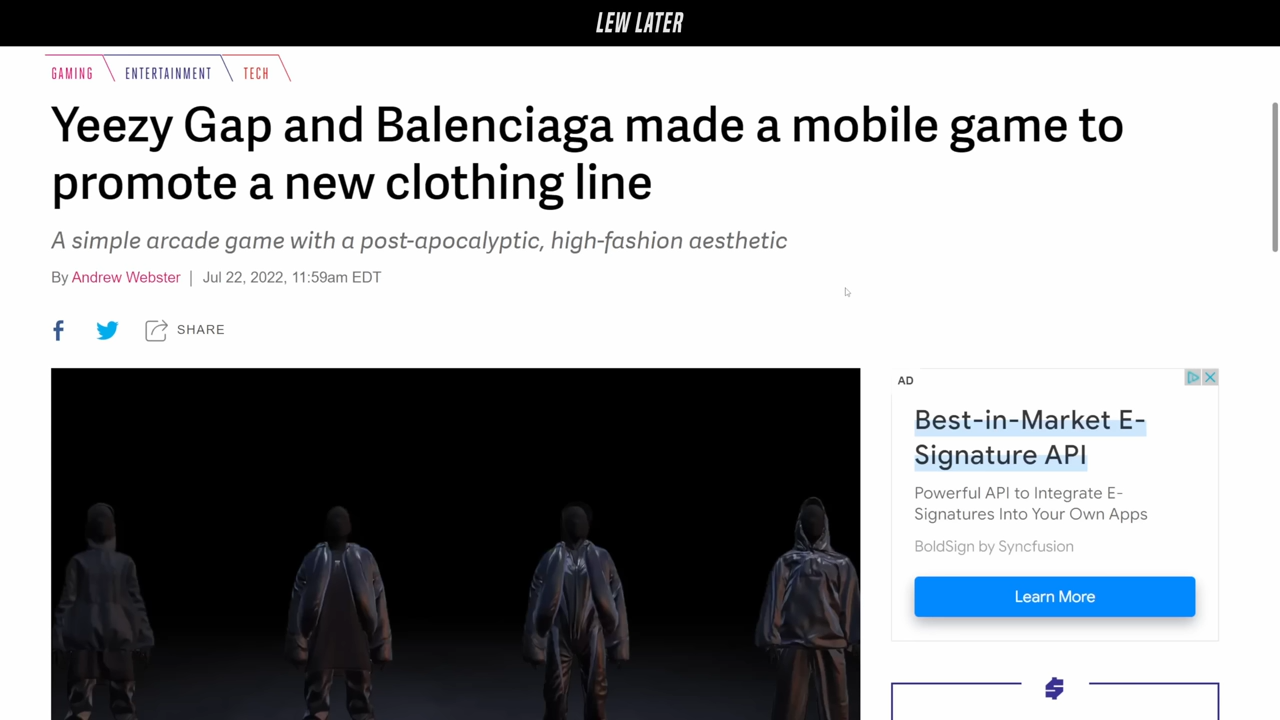 LEW LATER
GAMING ENTERTAINMENT TECH
Yeezy Gap and Balenciaga made a mobile game to
promote a new clothing line
A simple arcade game with a post-apocalyptic, high-fashion aesthetic
By Andrew Webster | Jul 22, 2022, 11:59am EDT
SHARE
AD
Best-in-Market E-
Signature API
Powerful API to Integrate E-
Signatures Into Your Own Apps
BoldSign by Syncfusion
Learn More